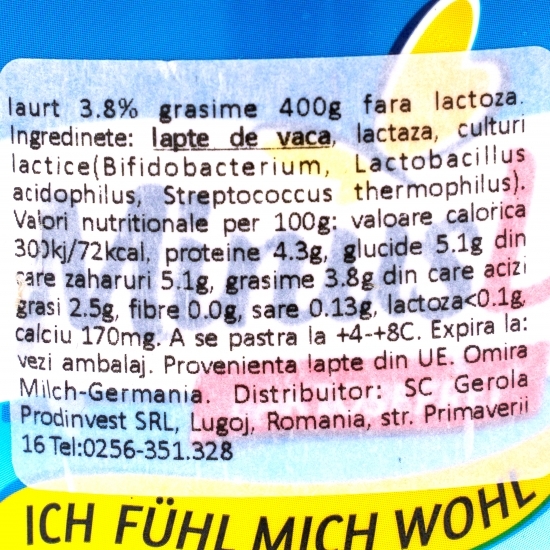 Iaurt 3.8% grasime 400g fara lactoza.
Ingredinete: lapte de vaca, lactaza, culturi
lactice(Bifidobacterium, Lactobacillus
acidophilus, Streptococcus thermophilus).
Valori nutritionale per 100g: valoare calorica
300kj/72kcal, proteine 4.3g, glucide 5.1g din
care zaharuri 5.1g, grasime 3.8g din care acizi
grasi 2.5g, fibre 0.0g, sare 0.13g, lactoza<0.1g,
calciu 170mg. A se pastra la +4-+8C. Expira la:
vezi ambalaj. Provenienta lapte din UE. Omira
Milch-Germania. Distribuitor: SC Gerola
Prodinvest SRL, Lugoj, Romania, str. Primaverii
16 Tel:0256-351.328
ICH FÜHL MICH WOHL